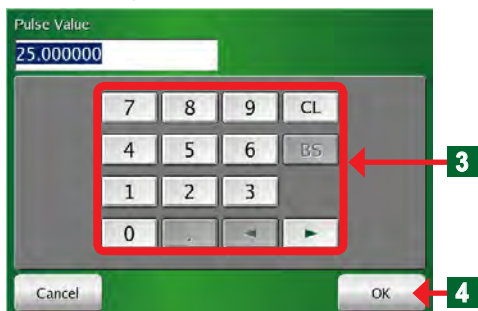 Pulse Value
25.000000
7 8 9 CL
4 5 6 BS
3
1 2 3
0 . ◄ ►
Cancel OK 4